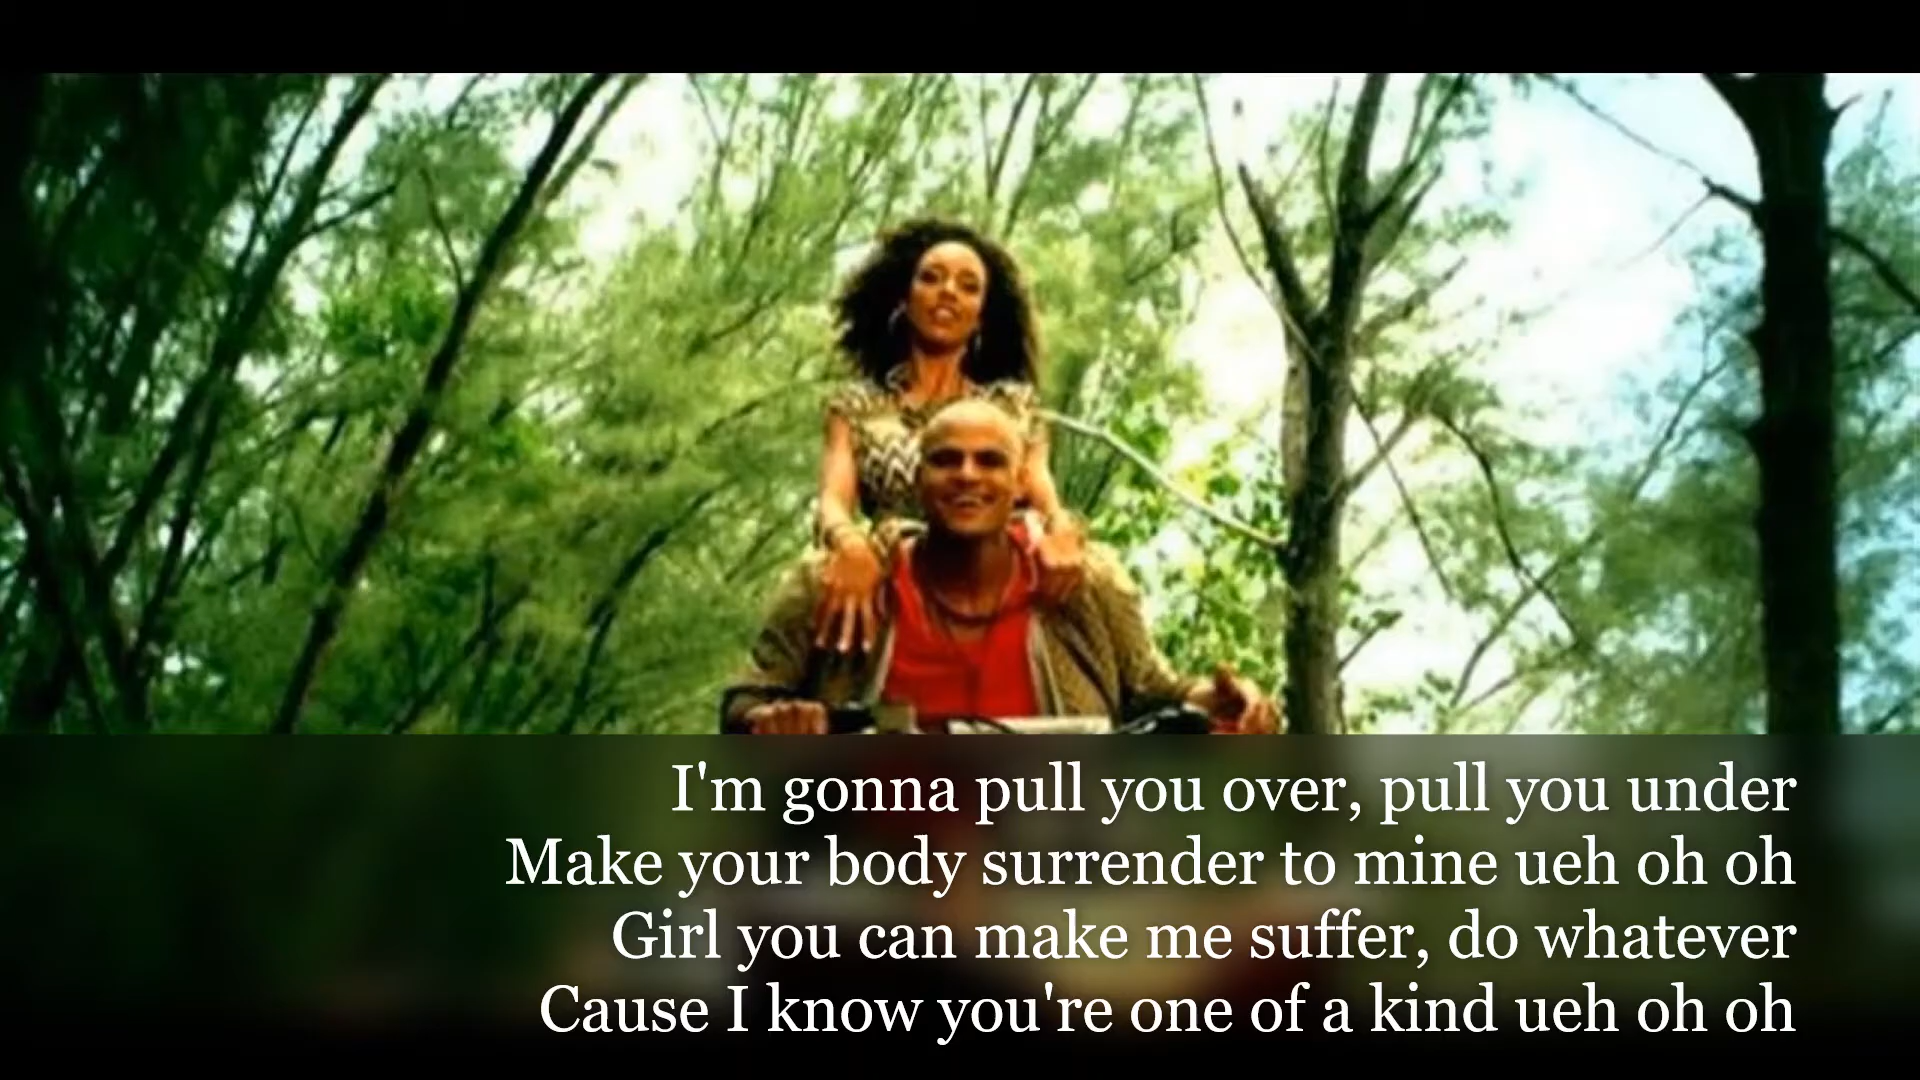 I'm gonna pull you over, pull you under
Make your body surrender to mine ueh oh oh
Girl you can make me suffer, do whatever
Cause I know you're one of a kind ueh oh oh